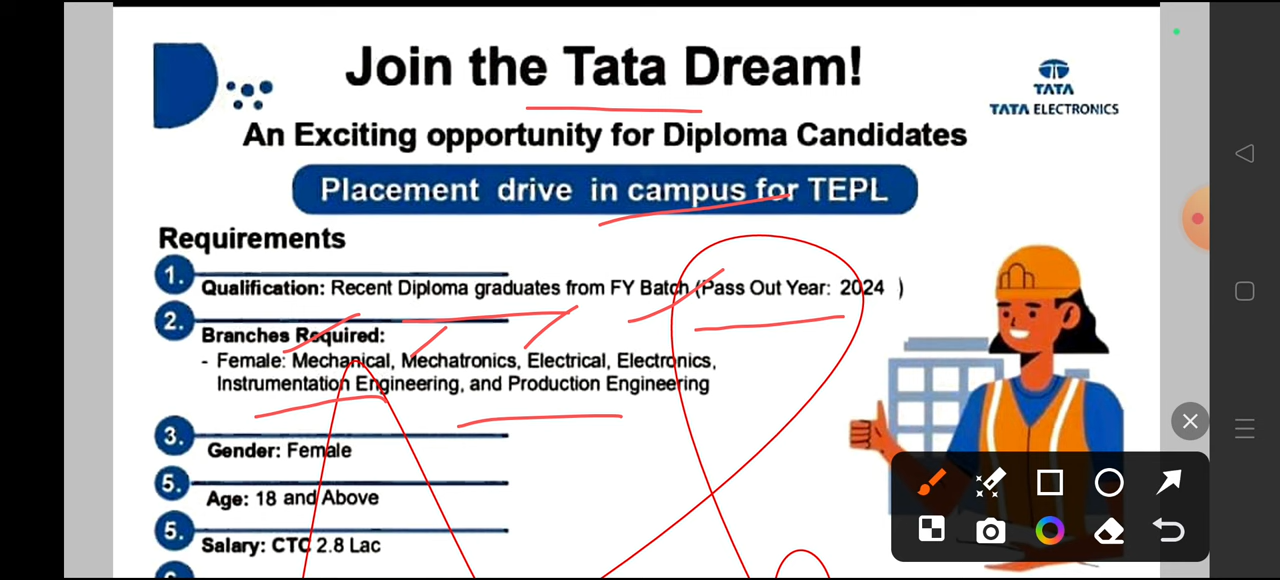 Join the Tata Dream!
TATA
TATA ELECTRONICS
An Exciting opportunity for Diploma Candidates
Placement drive in campus for TEPL
Requirements
1.
Qualification: Recent Diploma graduates from FY Batch (Pass Out Year: 2024 )
2.
Branches Required:
- Female: Mechanical, Mechatronics, Electrical, Electronics,
Instrumentation Engineering, and Production Engineering
3.
Gender: Female
5.
Age: 18 and Above
5.
Salary: CTC 2.8 Lac